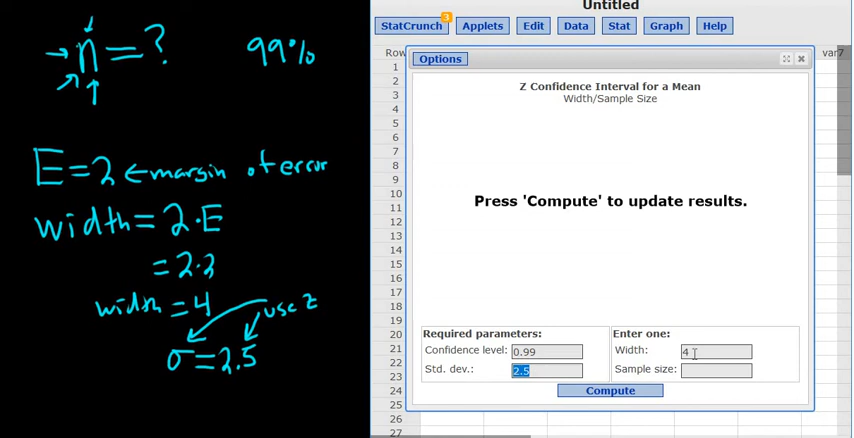 n = ? 99%
E = 2 ← margin of error
width = 2 · E
= 2 · 2
width = 4 use z
σ = 2.5
Untitled
StatCrunch 3 Applets Edit Data Stat Graph Help
Row var7
Options
Z Confidence Interval for a Mean
Width/Sample Size
Press 'Compute' to update results.
Required parameters: Enter one:
Confidence level: 0.99 Width: 4
Std. dev.: 2.5 Sample size:
Compute
1
2
3
4
5
6
7
8
9
10
11
12
13
14
15
16
17
18
19
20
21
22
23
24
25
26
27